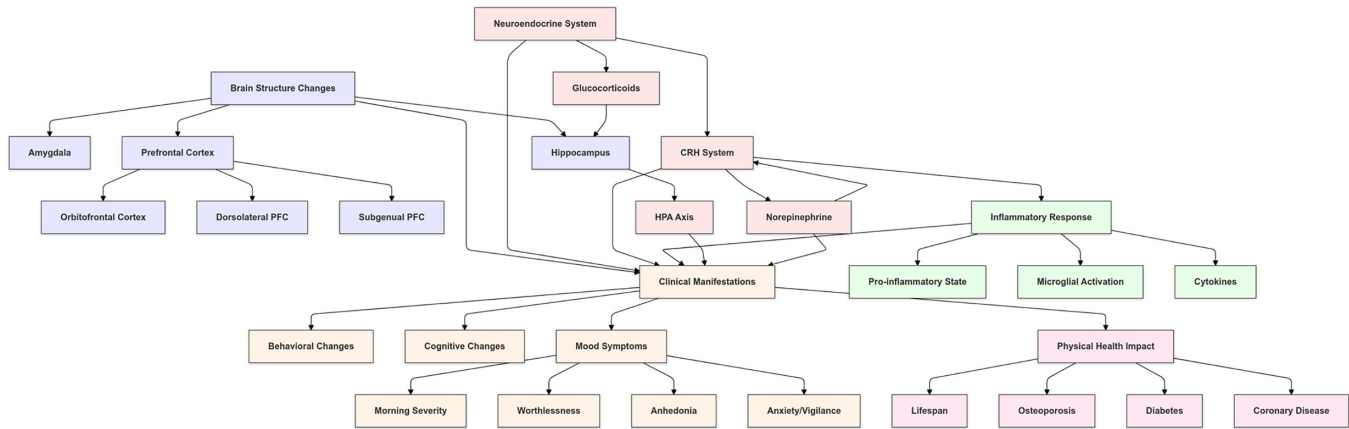 Neuroendocrine System
Brain Structure Changes
Glucocorticoids
Amygdala
Prefrontal Cortex
Hippocampus
CRH System
Orbitofrontal Cortex
Dorsolateral PFC
Subgenual PFC
HPA Axis
Norepinephrine
Inflammatory Response
Clinical Manifestations
Pro-inflammatory State
Microglial Activation
Cytokines
Behavioral Changes
Cognitive Changes
Mood Symptoms
Physical Health Impact
Morning Severity
Worthlessness
Anhedonia
Anxiety/Vigilance
Lifespan
Osteoporosis
Diabetes
Coronary Disease